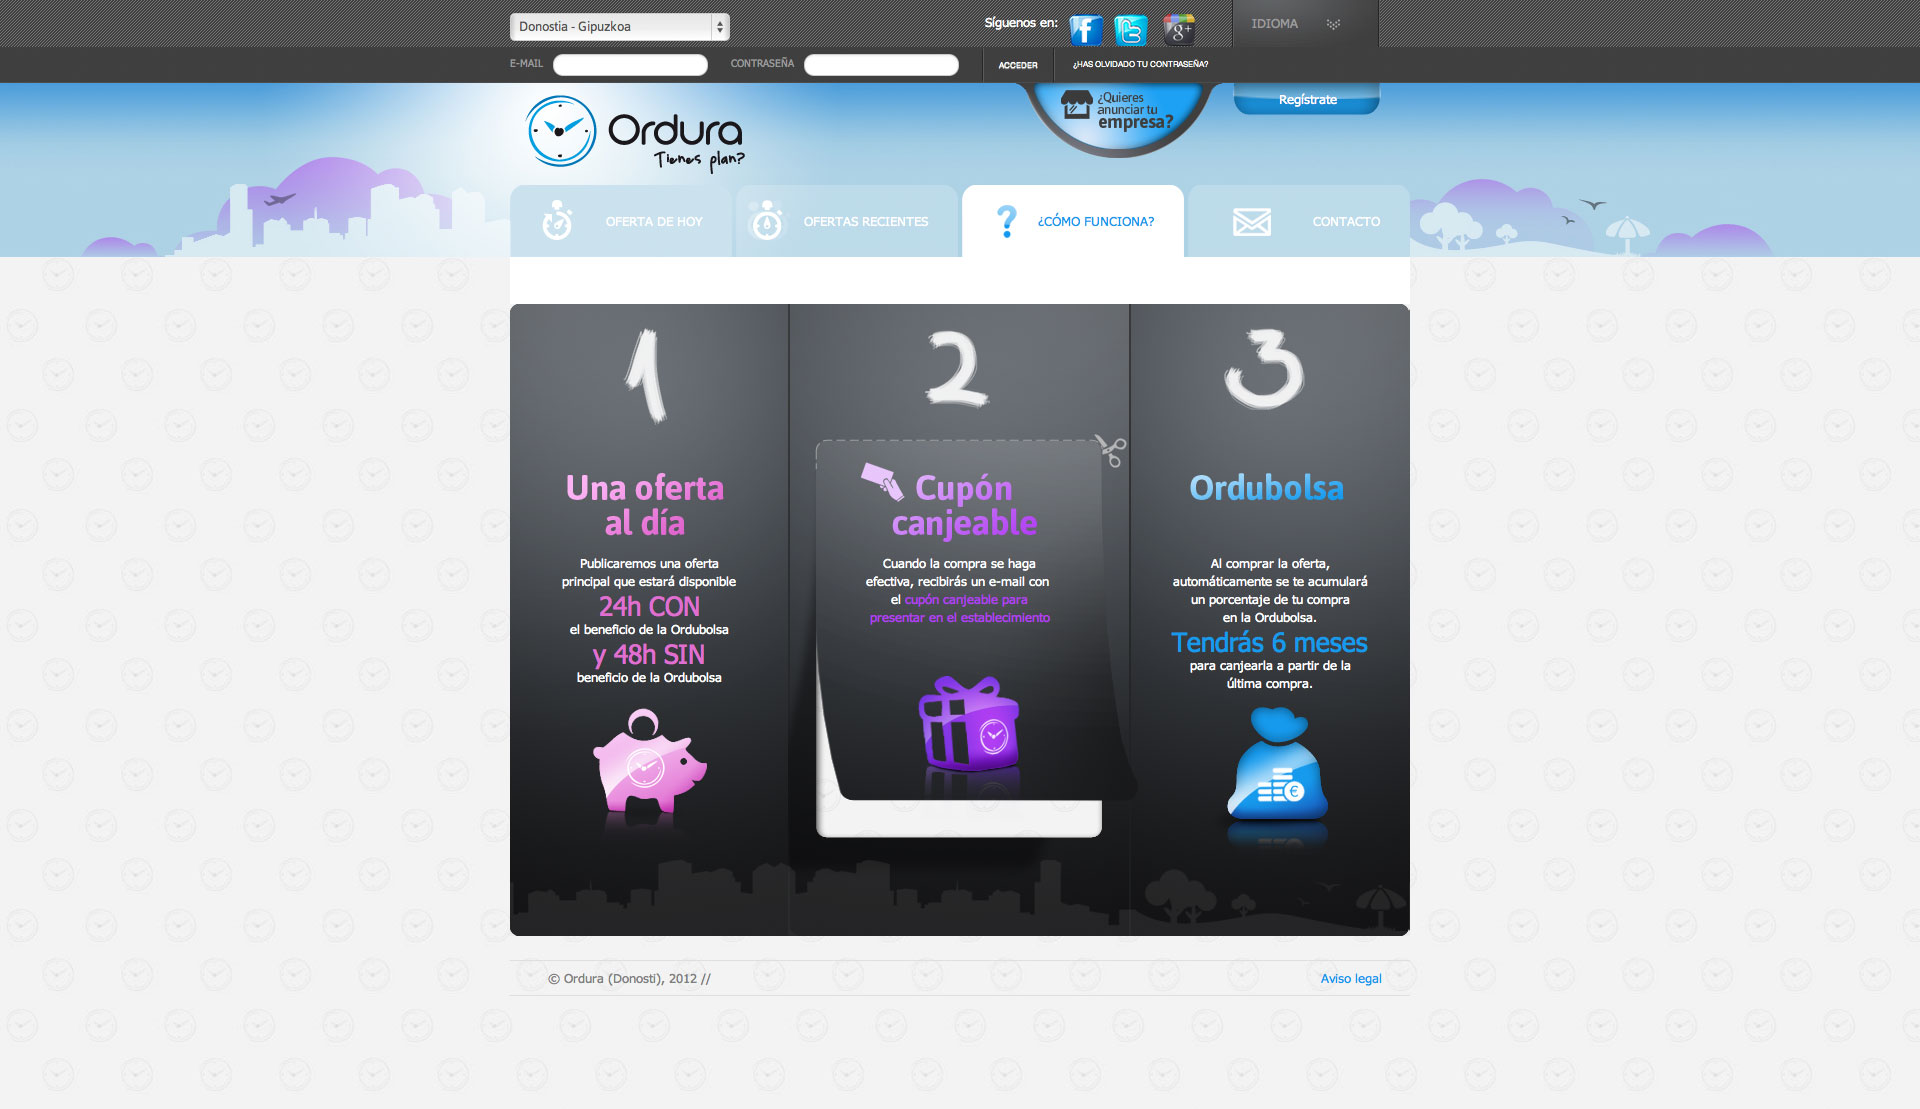 Donostia - Gipuzkoa
Síguenos en:
IDIOMA
E-MAIL
CONTRASEÑA
ACCEDER
¿HAS OLVIDADO TU CONTRASEÑA?
Ordura
Tienes plan?
¿Quieres
anunciar tu
empresa?
Regístrate
OFERTA DE HOY
OFERTAS RECIENTES
¿CÓMO FUNCIONA?
CONTACTO
1
Una oferta
al día
Publicaremos una oferta
principal que estará disponible
24h CON
el beneficio de la Ordubolsa
y 48h SIN
beneficio de la Ordubolsa
2
Cupón
canjeable
Cuando la compra se haga
efectiva, recibirás un e-mail con
el cupón canjeable para
presentar en el establecimiento
3
Ordubolsa
Al comprar la oferta,
automáticamente se te acumulará
un porcentaje de tu compra
en la Ordubolsa.
Tendrás 6 meses
para canjearla a partir de la
última compra.
€
© Ordura (Donosti), 2012 //
Aviso legal